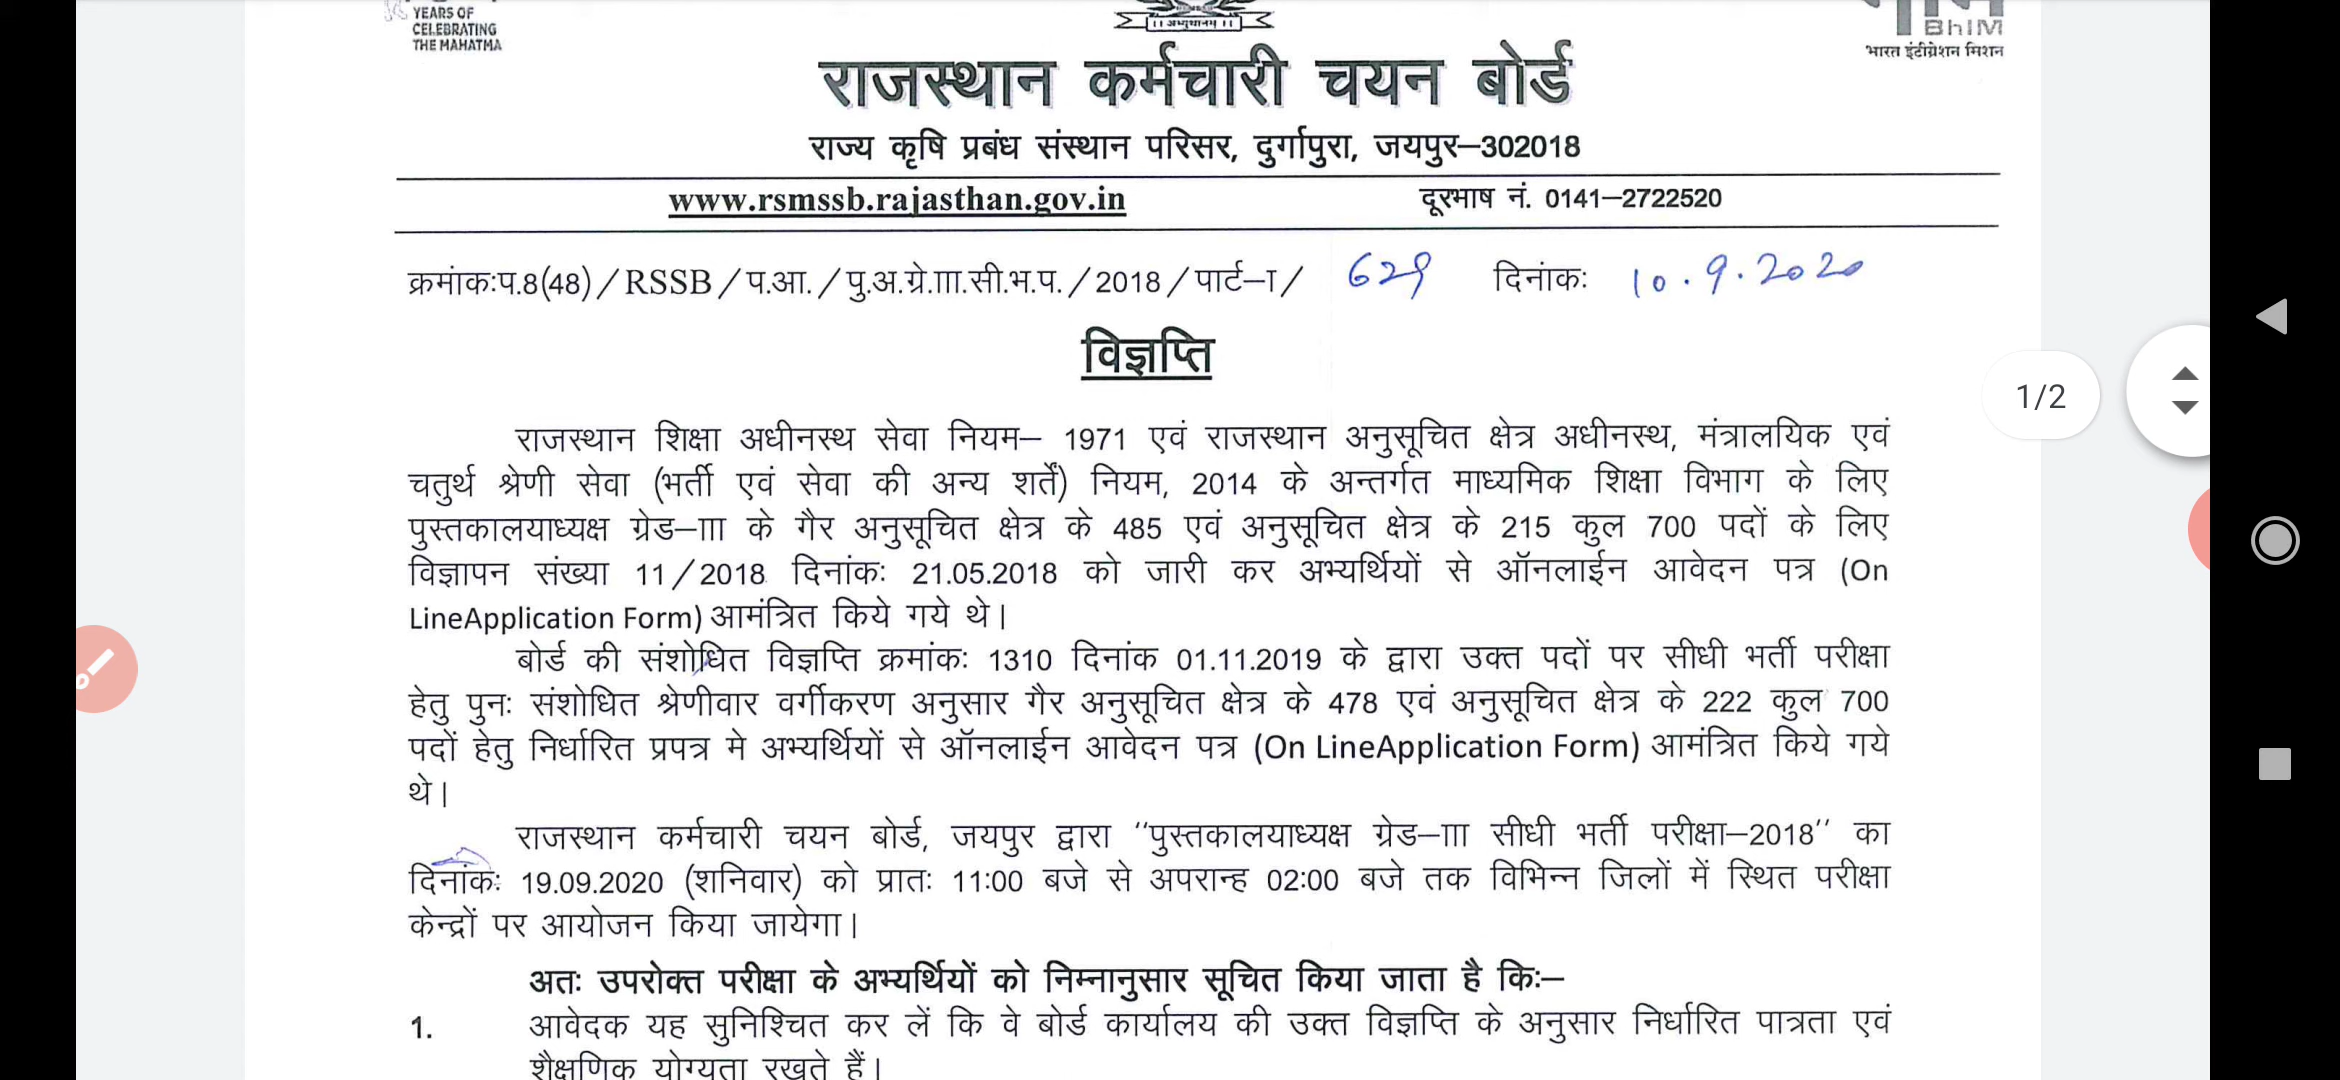 YEARS OF
CELEBRATING
THE MAHATMA
BhIM
भारत इंटीग्रेशन मिशन
राजस्थान कर्मचारी चयन बोर्ड
राज्य कृषि प्रबंध संस्थान परिसर, दुर्गापुरा, जयपुर–302018
www.rsmssb.rajasthan.gov.in दूरभाष नं. 0141–2722520
क्रमांकः प.8(48)/RSSB/प.आ./पु.अ.ग्रे.III.सी.भ.प./2018/पार्ट–I/ 629 दिनांकः 10.9.2020
विज्ञप्ति
राजस्थान शिक्षा अधीनस्थ सेवा नियम– 1971 एवं राजस्थान अनुसूचित क्षेत्र अधीनस्थ, मंत्रालयिक एवं
चतुर्थ श्रेणी सेवा (भर्ती एवं सेवा की अन्य शर्तें) नियम, 2014 के अन्तर्गत माध्यमिक शिक्षा विभाग के लिए
पुस्तकालयाध्यक्ष ग्रेड–III के गैर अनुसूचित क्षेत्र के 485 एवं अनुसूचित क्षेत्र के 215 कुल 700 पदों के लिए
विज्ञापन संख्या 11/2018 दिनांकः 21.05.2018 को जारी कर अभ्यर्थियों से ऑनलाईन आवेदन पत्र (On
LineApplication Form) आमंत्रित किये गये थे।
बोर्ड की संशोधित विज्ञप्ति क्रमांकः 1310 दिनांक 01.11.2019 के द्वारा उक्त पदों पर सीधी भर्ती परीक्षा
हेतु पुनः संशोधित श्रेणीवार वर्गीकरण अनुसार गैर अनुसूचित क्षेत्र के 478 एवं अनुसूचित क्षेत्र के 222 कुल 700
पदों हेतु निर्धारित प्रपत्र मे अभ्यर्थियों से ऑनलाईन आवेदन पत्र (On LineApplication Form) आमंत्रित किये गये
थे।
राजस्थान कर्मचारी चयन बोर्ड, जयपुर द्वारा ‘‘पुस्तकालयाध्यक्ष ग्रेड–III सीधी भर्ती परीक्षा–2018’’ का
दिनांकः 19.09.2020 (शनिवार) को प्रातः 11:00 बजे से अपरान्ह 02:00 बजे तक विभिन्न जिलों में स्थित परीक्षा
केन्द्रों पर आयोजन किया जायेगा।
अतः उपरोक्त परीक्षा के अभ्यर्थियों को निम्नानुसार सूचित किया जाता है किः–
1. आवेदक यह सुनिश्चित कर लें कि वे बोर्ड कार्यालय की उक्त विज्ञप्ति के अनुसार निर्धारित पात्रता एवं
शैक्षणिक योग्यता रखते हैं।
1/2